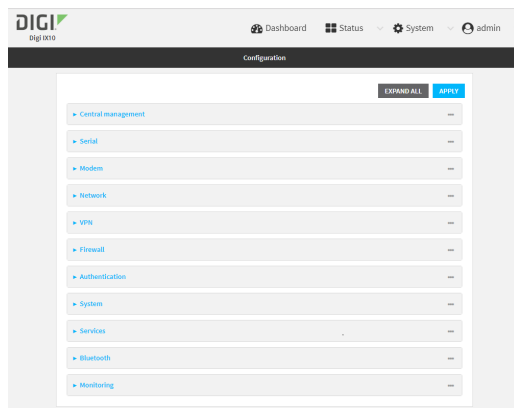 DIGI
Digi IX10
Dashboard Status System admin
Configuration
EXPAND ALL APPLY
Central management
Serial
Modem
Network
VPN
Firewall
Authentication
System
Services
Bluetooth
Monitoring